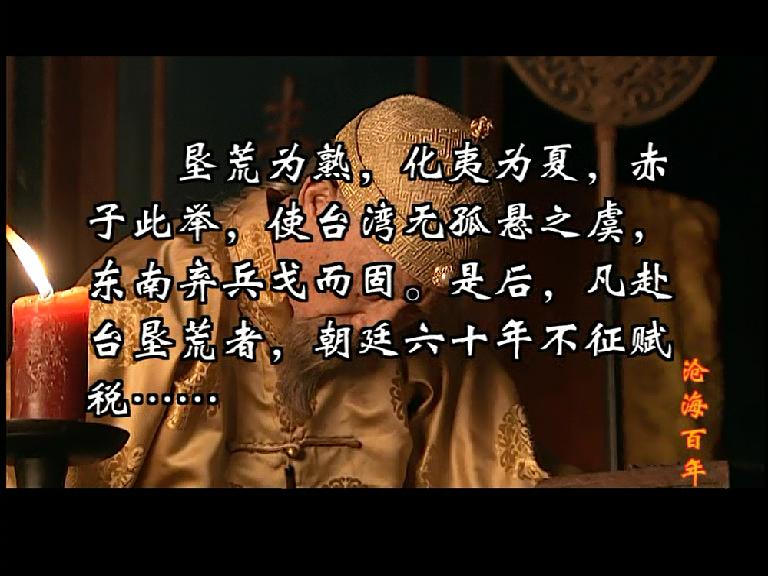 垦荒为熟，化夷为夏，赤
子此举，使台湾无孤悬之虞，
东南弃兵戈而固。是后，凡赴
台垦荒者，朝廷六十年不征赋
税……
沧海百年